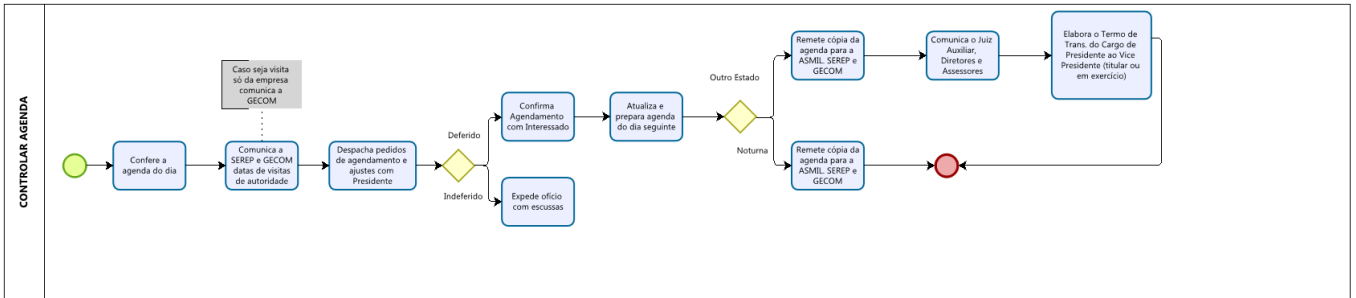 CONTROLAR AGENDA
Confere a
agenda do dia
Caso seja visita
só da empresa
comunica a
GECOM
Comunica a
SEREP e GECOM
datas de visitas
de autoridade
Despacha pedidos
de agendamento e
ajustes com
Presidente
Deferido
Indeferido
Confirma
Agendamento
com Interessado
Expede ofício
com escussas
Atualiza e
prepara agenda
do dia seguinte
Outro Estado
Noturna
Remete cópia da
agenda para a
ASMIL. SEREP e
GECOM
Comunica o Juiz
Auxiliar,
Diretores e
Assessores
Elabora o Termo de
Trans. do Cargo de
Presidente ao Vice
Presidente (titular ou
em exercício)
Remete cópia da
agenda para a
ASMIL. SEREP e
GECOM